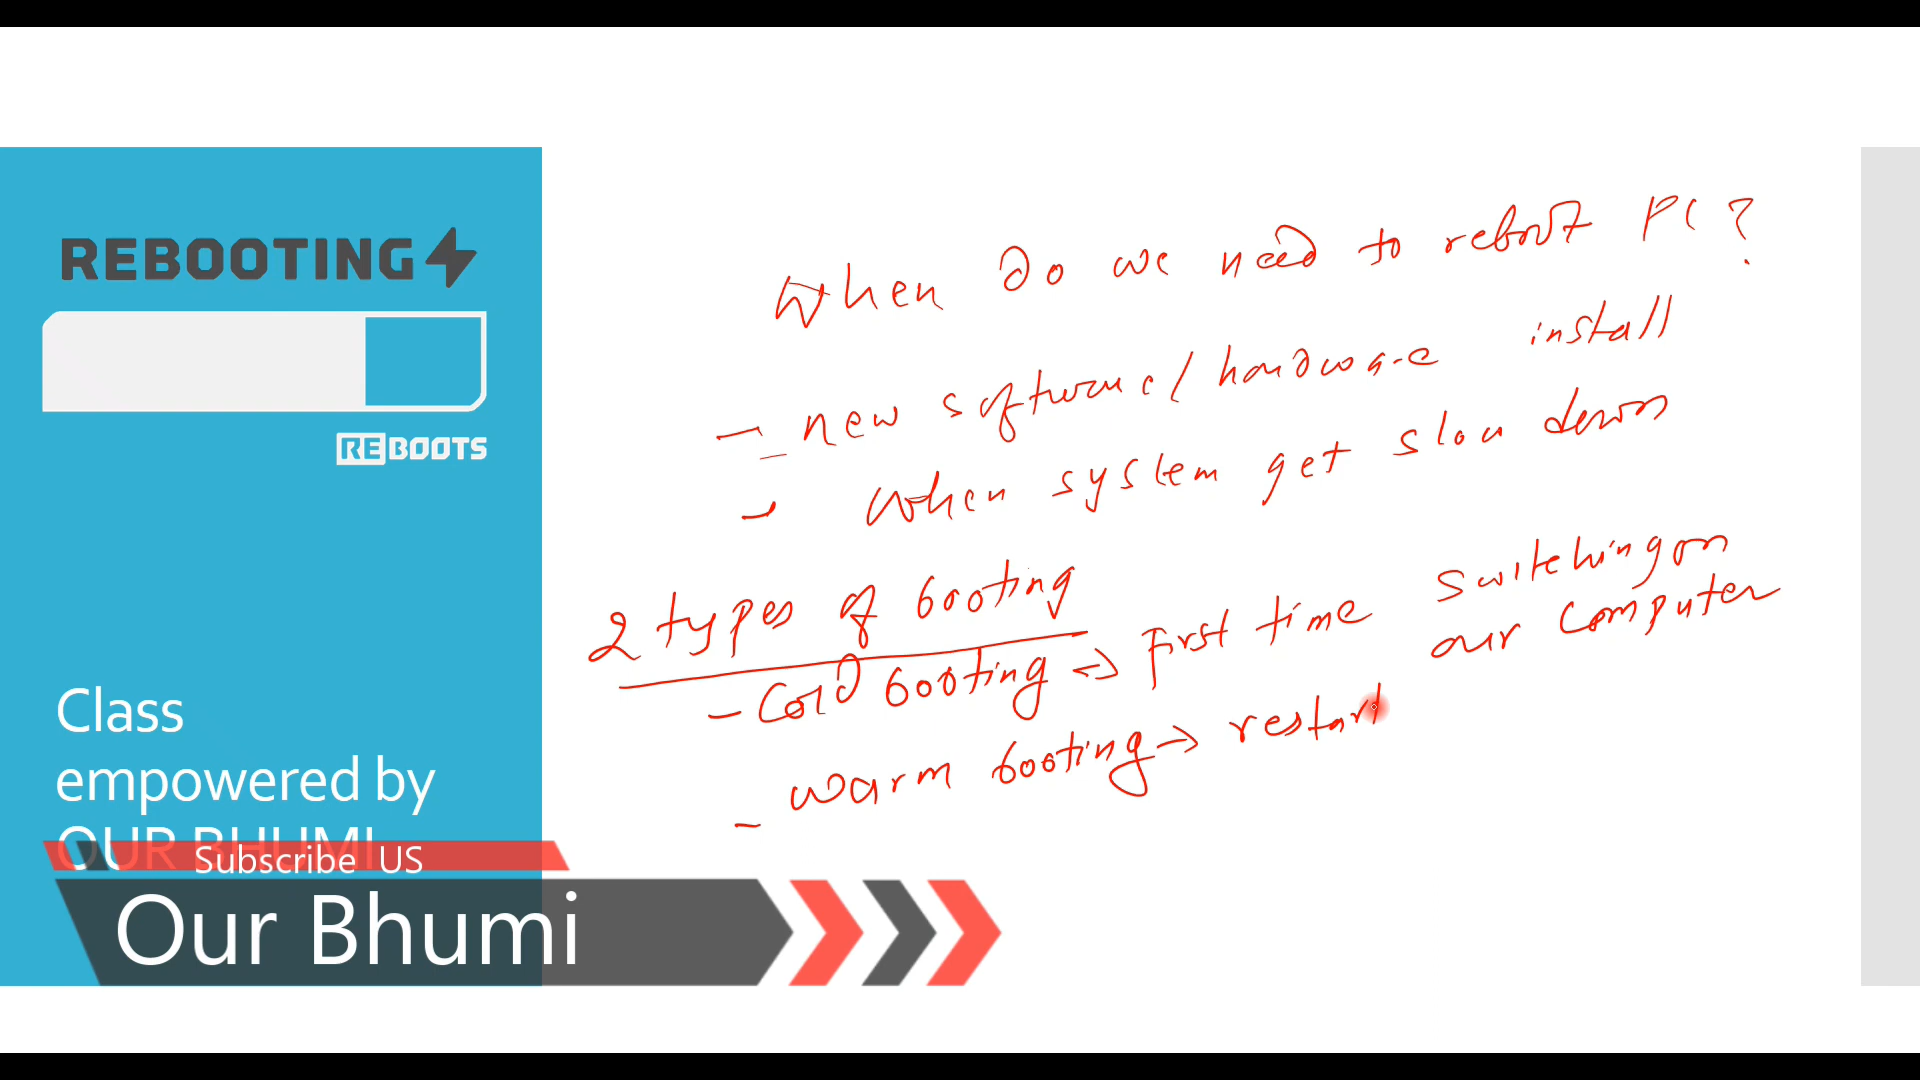 REBOOTING
REBOOTS
Class
empowered by
OUR BHUMI
Subscribe US
Our Bhumi
When do we need to reboot PC?
- new software/hardware install
- When system get slow down
2 types of booting
- Cold booting → First time switching on
our computer
- warm booting → restart